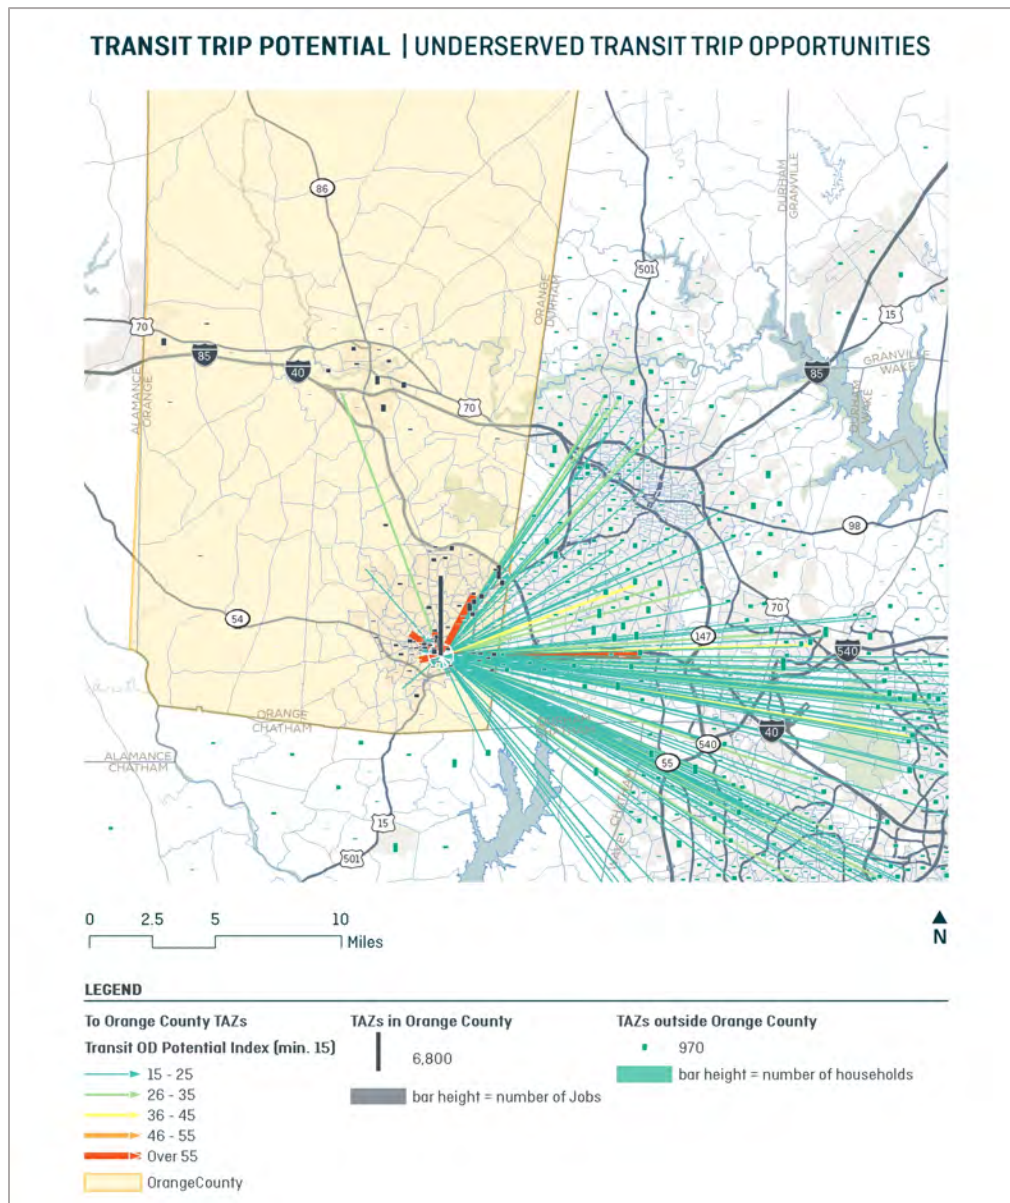 TRANSIT TRIP POTENTIAL | UNDERSERVED TRANSIT TRIP OPPORTUNITIES
86
DURHAM
GRANVILLE
501
ORANGE
DURHAM
70
15
85
40
GRANVILLE
WAKE
85
ALAMANCE
ORANGE
70
DURHAM
WAKE
98
54
70
147
540
ORANGE
CHATHAM
40
540
55
ALAMANCE
CHATHAM
15
501
0 2.5 5 10
Miles
N
LEGEND
To Orange County TAZs
Transit OD Potential Index (min. 15)
15 - 25
26 - 35
36 - 45
46 - 55
Over 55
OrangeCounty
TAZs in Orange County
6,800
bar height = number of Jobs
TAZs outside Orange County
970
bar height = number of households